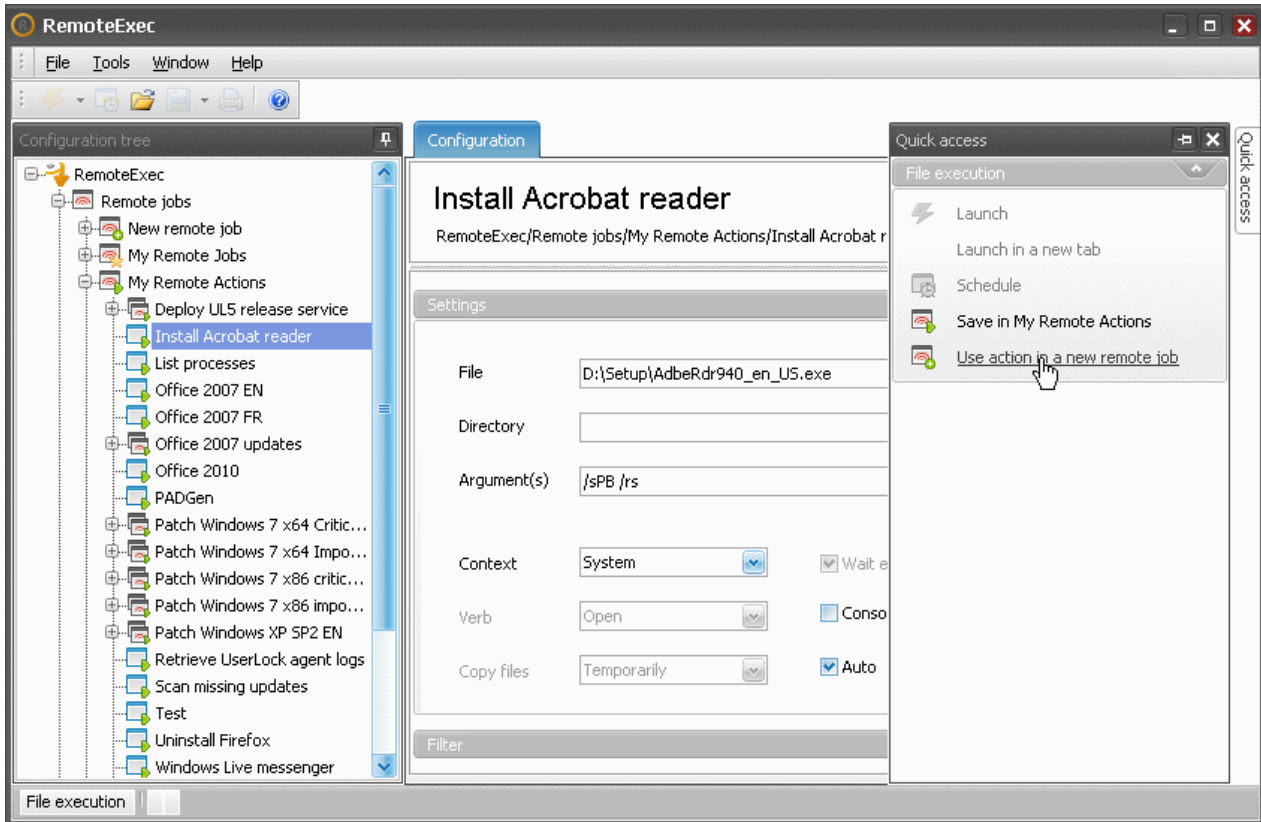 RemoteExec
File Tools Window Help
Configuration tree
RemoteExec
Remote jobs
New remote job
My Remote Jobs
My Remote Actions
Deploy UL5 release service
Install Acrobat reader
List processes
Office 2007 EN
Office 2007 FR
Office 2007 updates
Office 2010
PADGen
Patch Windows 7 x64 Critic...
Patch Windows 7 x64 Impo...
Patch Windows 7 x86 critic...
Patch Windows 7 x86 impo...
Patch Windows XP SP2 EN
Retrieve UserLock agent logs
Scan missing updates
Test
Uninstall Firefox
Windows Live messenger
Configuration
Install Acrobat reader
RemoteExec/Remote jobs/My Remote Actions/Install Acrobat r
Settings
File D:\Setup\AdbeRdr940_en_US.exe
Directory
Argument(s) /sPB /rs
Context System Wait e
Verb Open Conso
Copy files Temporarily Auto
Filter
Quick access
File execution
Launch
Launch in a new tab
Schedule
Save in My Remote Actions
Use action in a new remote job
Quick access
File execution